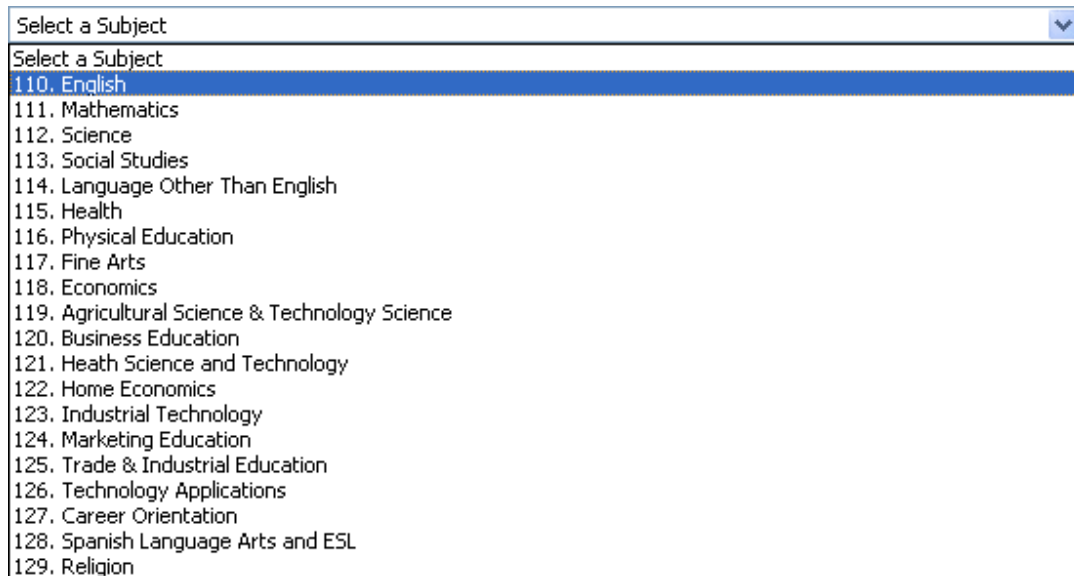 Select a Subject
Select a Subject
110. English
111. Mathematics
112. Science
113. Social Studies
114. Language Other Than English
115. Health
116. Physical Education
117. Fine Arts
118. Economics
119. Agricultural Science & Technology Science
120. Business Education
121. Heath Science and Technology
122. Home Economics
123. Industrial Technology
124. Marketing Education
125. Trade & Industrial Education
126. Technology Applications
127. Career Orientation
128. Spanish Language Arts and ESL
129. Religion